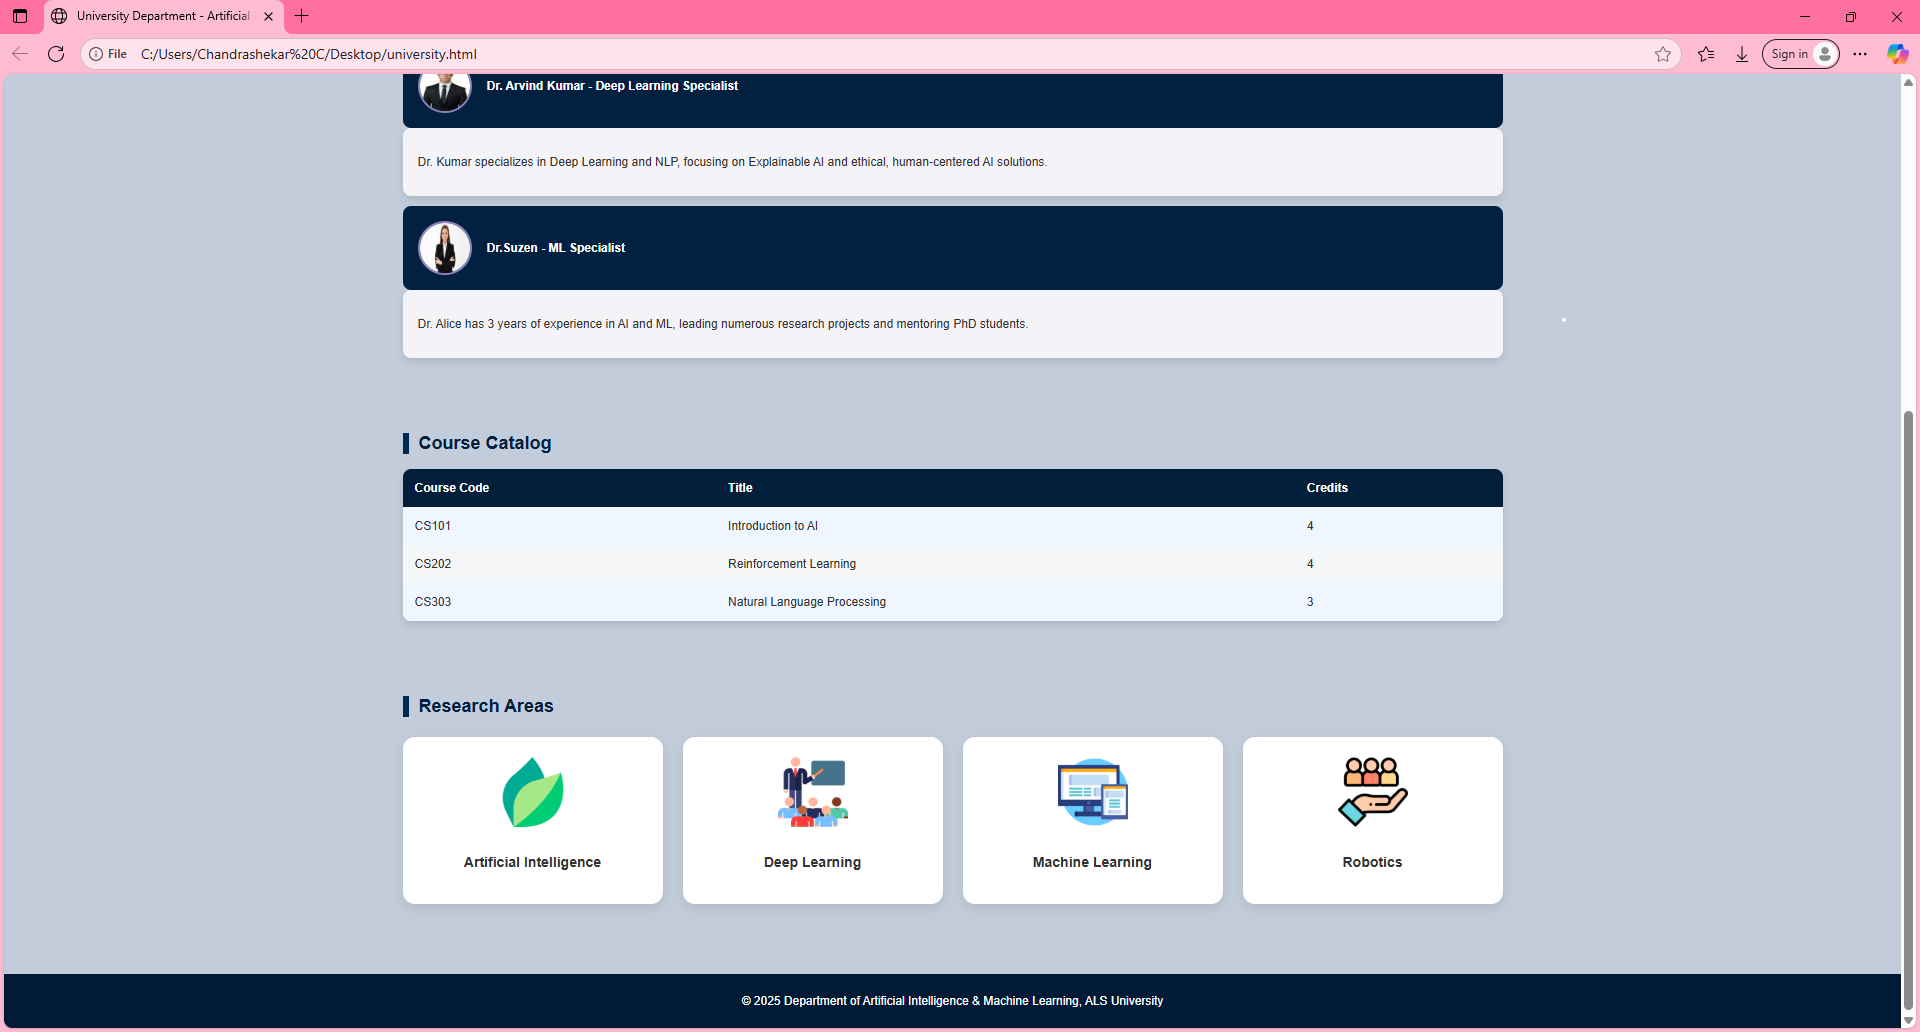 University Department - Artificial
File C:/Users/Chandrashekar%20C/Desktop/university.html Sign in
Dr. Arvind Kumar - Deep Learning Specialist
Dr. Kumar specializes in Deep Learning and NLP, focusing on Explainable AI and ethical, human-centered AI solutions.
Dr.Suzen - ML Specialist
Dr. Alice has 3 years of experience in AI and ML, leading numerous research projects and mentoring PhD students.
Course Catalog
Course Code Title Credits
CS101 Introduction to AI 4
CS202 Reinforcement Learning 4
CS303 Natural Language Processing 3
Research Areas
Artificial Intelligence Deep Learning Machine Learning Robotics
© 2025 Department of Artificial Intelligence & Machine Learning, ALS University